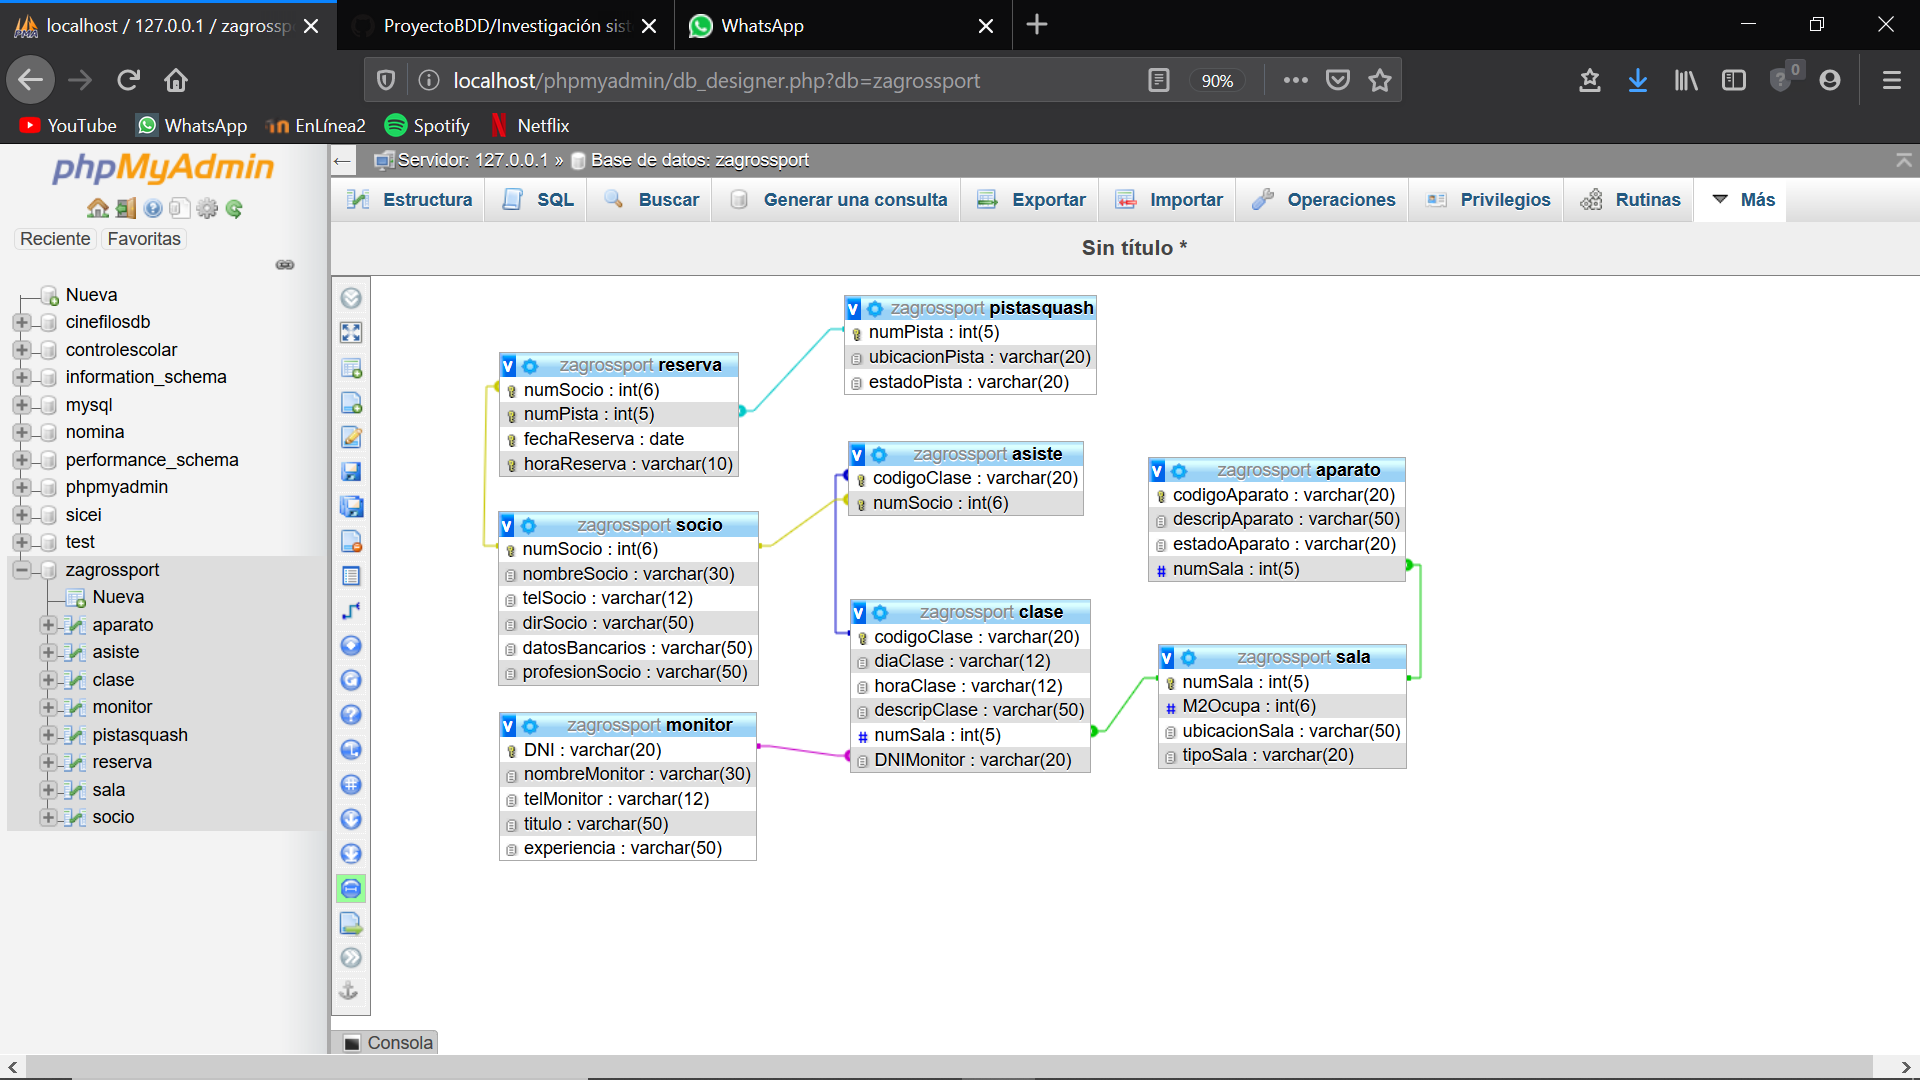 localhost / 127.0.0.1 / zagrossp
ProyectoBDD/Investigación sist
WhatsApp
localhost/phpmyadmin/db_designer.php?db=zagrossport
90%
0
YouTube
WhatsApp
EnLínea2
Spotify
Netflix
phpMyAdmin
Reciente
Favoritas
Nueva
cinefilosdb
controlescolar
information_schema
mysql
nomina
performance_schema
phpmyadmin
sicei
test
zagrossport
Nueva
aparato
asiste
clase
monitor
pistasquash
reserva
sala
socio
Servidor: 127.0.0.1 » Base de datos: zagrossport
Estructura
SQL
Buscar
Generar una consulta
Exportar
Importar
Operaciones
Privilegios
Rutinas
Más
Sin título *
zagrossport pistasquash
numPista : int(5)
ubicacionPista : varchar(20)
estadoPista : varchar(20)
zagrossport reserva
numSocio : int(6)
numPista : int(5)
fechaReserva : date
horaReserva : varchar(10)
zagrossport asiste
codigoClase : varchar(20)
numSocio : int(6)
zagrossport aparato
codigoAparato : varchar(20)
descripAparato : varchar(50)
estadoAparato : varchar(20)
# numSala : int(5)
zagrossport socio
numSocio : int(6)
nombreSocio : varchar(30)
telSocio : varchar(12)
dirSocio : varchar(50)
datosBancarios : varchar(50)
profesionSocio : varchar(50)
zagrossport clase
codigoClase : varchar(20)
diaClase : varchar(12)
horaClase : varchar(12)
descripClase : varchar(50)
# numSala : int(5)
DNIMonitor : varchar(20)
zagrossport sala
numSala : int(5)
# M2Ocupa : int(6)
ubicacionSala : varchar(50)
tipoSala : varchar(20)
zagrossport monitor
DNI : varchar(20)
nombreMonitor : varchar(30)
telMonitor : varchar(12)
titulo : varchar(50)
experiencia : varchar(50)
Consola